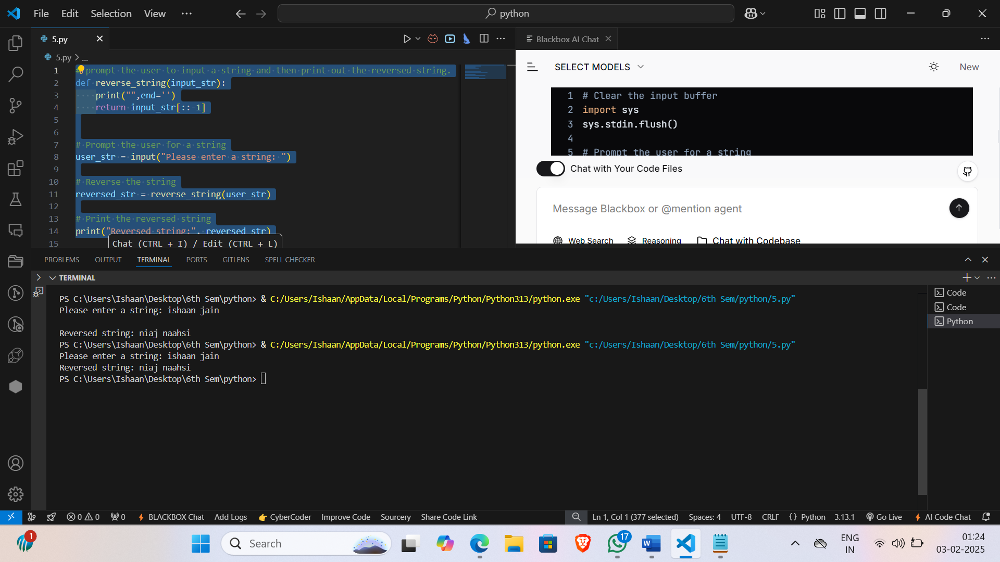 File Edit Selection View ···
python
5.py
Blackbox AI Chat
5.py > ...
1 # prompt the user to input a string and then print out the reversed string.
2 def reverse_string(input_str):
3 print("",end='')
4 return input_str[::-1]
5
6
7 # Prompt the user for a string
8 user_str = input("Please enter a string: ")
9
10 # Reverse the string
11 reversed_str = reverse_string(user_str)
12
13 # Print the reversed string
14 print("Reversed string:", reversed_str)
15
Chat (CTRL + I) / Edit (CTRL + L)
SELECT MODELS
New
1 # Clear the input buffer
2 import sys
3 sys.stdin.flush()
4
5 # Prompt the user for a string
Chat with Your Code Files
Message Blackbox or @mention agent
Web Search Reasoning Chat with Codebase
PROBLEMS OUTPUT TERMINAL PORTS GITLENS SPELL CHECKER
TERMINAL
PS C:\Users\Ishaan\Desktop\6th Sem\python> & C:/Users/Ishaan/AppData/Local/Programs/Python/Python313/python.exe "c:/Users/Ishaan/Desktop/6th Sem/python/5.py"
Please enter a string: ishaan jain
Reversed string: niaj naahsi
PS C:\Users\Ishaan\Desktop\6th Sem\python> & C:/Users/Ishaan/AppData/Local/Programs/Python/Python313/python.exe "c:/Users/Ishaan/Desktop/6th Sem/python/5.py"
Please enter a string: ishaan jain
Reversed string: niaj naahsi
PS C:\Users\Ishaan\Desktop\6th Sem\python>
Code
Code
Python
0 0 0 BLACKBOX Chat Add Logs CyberCoder Improve Code Sourcery Share Code Link
Ln 1, Col 1 (377 selected) Spaces: 4 UTF-8 CRLF {} Python 3.13.1 Go Live AI Code Chat
1
Search
17
W
ENG
IN
01:24
03-02-2025